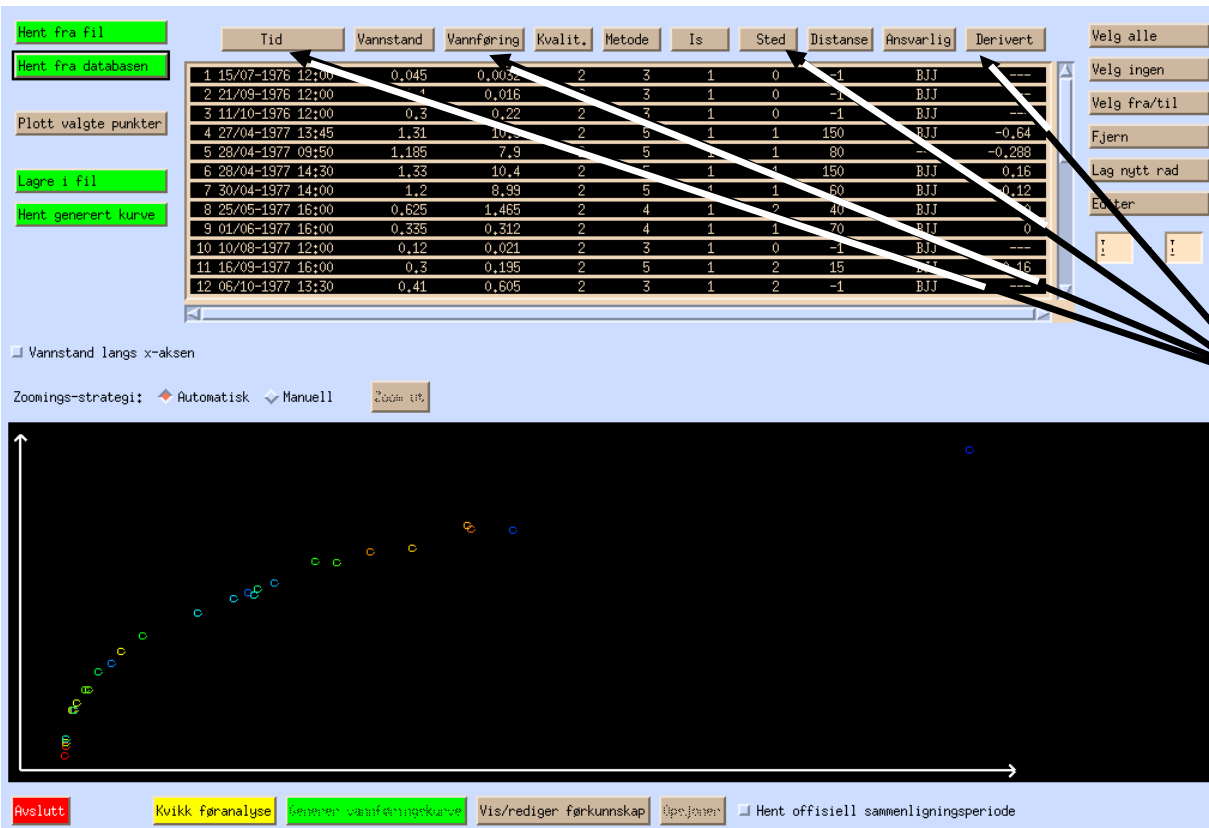 Hent fra fil
Tid Vannstand Vannføring Kvalit. Metode Is Sted Distanse Ansvarlig Derivert
Velg alle
Hent fra databasen
Velg ingen
1 15/07-1976 12:00 0.045 0.0032 2 3 1 0 -1 BJJ ---
2 21/09-1976 12:00 0.016 3 1 0 -1 BJJ ---
Velg fra/til
3 11/10-1976 12:00 0.3 0.22 2 3 1 0 -1 BJJ ---
Plott valgte punkter
4 27/04-1977 13:45 1.31 5 1 1 150 BJJ -0.64
Fjern
5 28/04-1977 09:50 1.185 7.9 5 1 1 80 -0.288
6 28/04-1977 14:30 1.33 10.4 2 1 1 150 BJJ 0.16
Lag nytt rad
Lagre i fil
7 30/04-1977 14:00 1.2 8.99 2 5 1 1 60 BJJ
8 25/05-1977 16:00 0.625 1.465 2 4 1 2 40 BJJ
Editer
Hent generert kurve
9 01/06-1977 16:00 0.335 0.312 2 4 1 1 70 BJJ 0
10 10/08-1977 12:00 0.12 0.021 2 3 1 0 -1 BJJ ---
11 16/09-1977 16:00 0.3 0.195 2 5 1 2 15 BJJ
12 06/10-1977 13:30 0.41 0.605 2 3 1 2 -1 BJJ ---
Vannstand langs x-aksen
Zoomings-strategi: Automatisk Manuell Zoom ut
Avslutt Kvikk føranalyse Generer vannføringskurve Vis/rediger førkunnskap Opsjoner Hent offisiell sammenligningsperiode